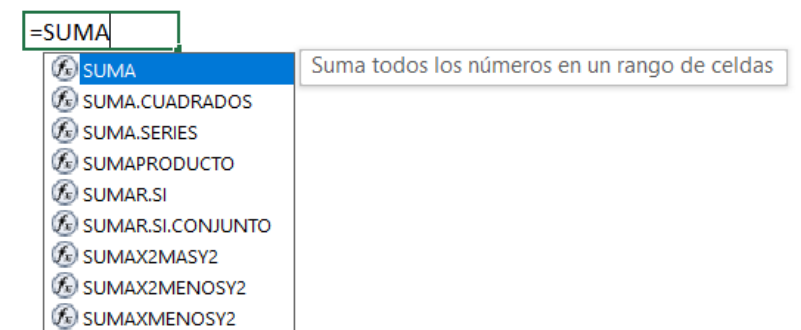 =SUMA
SUMA
Suma todos los números en un rango de celdas
SUMA.CUADRADOS
SUMA.SERIES
SUMAPRODUCTO
SUMAR.SI
SUMAR.SI.CONJUNTO
SUMAX2MASY2
SUMAX2MENOSY2
SUMAXMENOSY2